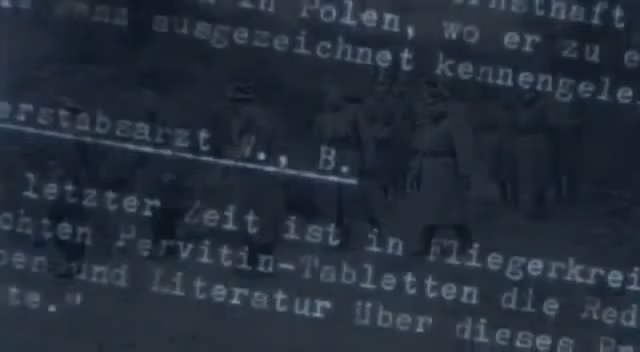 in Polen, wo er zu
ausgezeichnet kennengele
erstabsarzt W., B.
letzter Zeit ist in Fliegerkrei
chten Pervitin-Tabletten die Red
und Literatur über dieses
te."